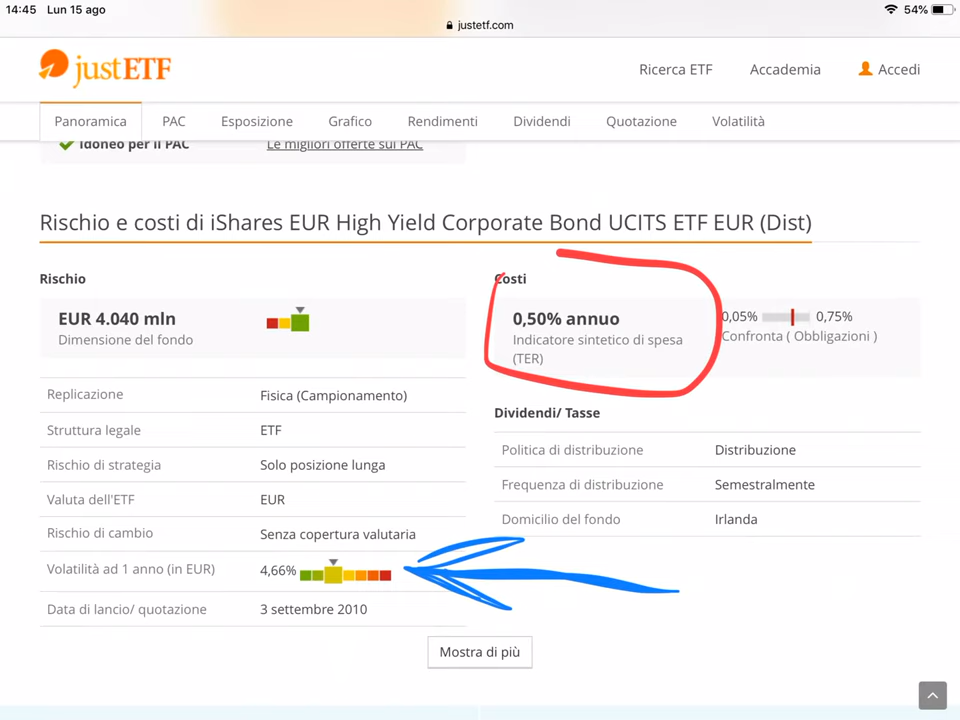 14:45 Lun 15 ago
54%
justetf.com
justETF
Ricerca ETF Accademia Accedi
Panoramica PAC Esposizione Grafico Rendimenti Dividendi Quotazione Volatilità
Idoneo per il PAC Le migliori offerte sui PAC
Rischio e costi di iShares EUR High Yield Corporate Bond UCITS ETF EUR (Dist)
Rischio
EUR 4.040 mln
Dimensione del fondo
Replicazione Fisica (Campionamento)
Struttura legale ETF
Rischio di strategia Solo posizione lunga
Valuta dell'ETF EUR
Rischio di cambio Senza copertura valutaria
Volatilità ad 1 anno (in EUR) 4,66%
Data di lancio/ quotazione 3 settembre 2010
Costi
0,50% annuo
Indicatore sintetico di spesa
(TER)
0,05% 0,75%
Confronta ( Obbligazioni )
Dividendi/ Tasse
Politica di distribuzione Distribuzione
Frequenza di distribuzione Semestralmente
Domicilio del fondo Irlanda
Mostra di più